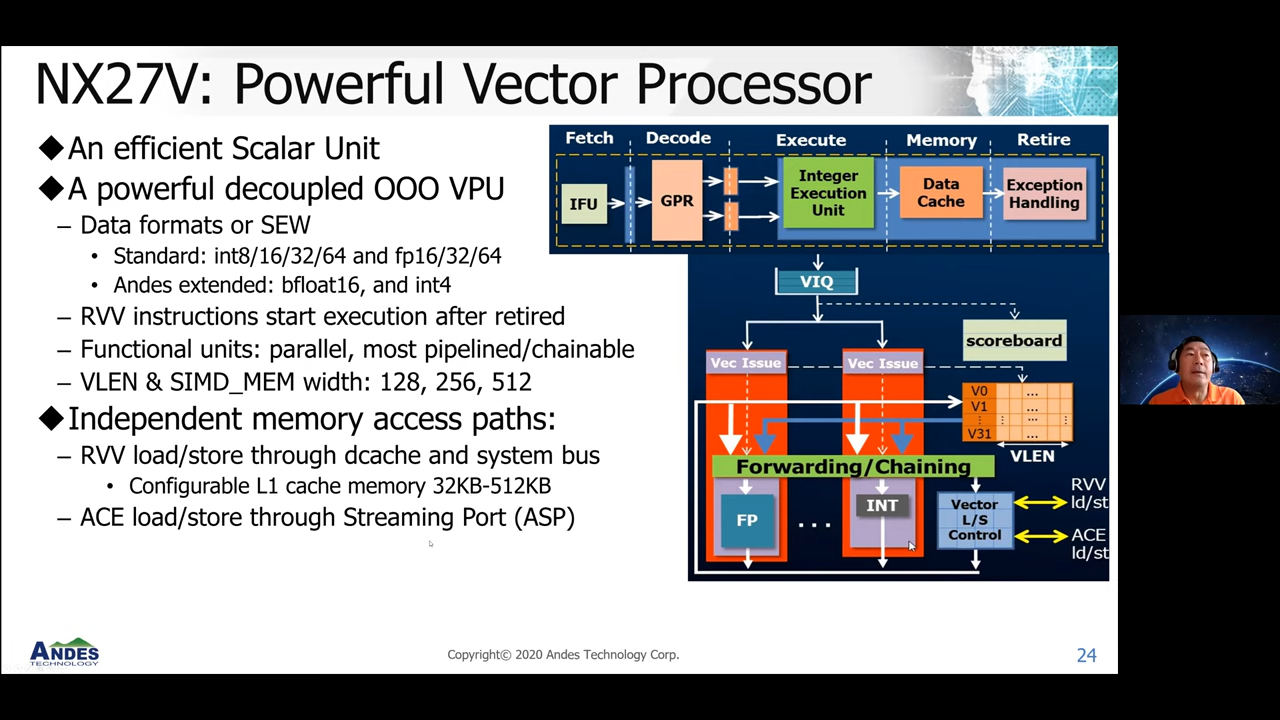 NX27V: Powerful Vector Processor
◆An efficient Scalar Unit
◆A powerful decoupled OOO VPU
– Data formats or SEW
• Standard: int8/16/32/64 and fp16/32/64
• Andes extended: bfloat16, and int4
– RVV instructions start execution after retired
– Functional units: parallel, most pipelined/chainable
– VLEN & SIMD_MEM width: 128, 256, 512
◆Independent memory access paths:
– RVV load/store through dcache and system bus
• Configurable L1 cache memory 32KB-512KB
– ACE load/store through Streaming Port (ASP)
Fetch Decode Execute Memory Retire
IFU
GPR
Integer
Execution
Unit
Data
Cache
Exception
Handling
VIQ
scoreboard
Vec Issue
Vec Issue
V0 ...
V1
⋮ ⋮ ... ⋮
V31 ...
VLEN
Forwarding/Chaining
FP
...
INT
Vector
L/S
Control
RVV
ld/st
ACE
ld/st
ANDES
TECHNOLOGY
Copyright© 2020 Andes Technology Corp.
24